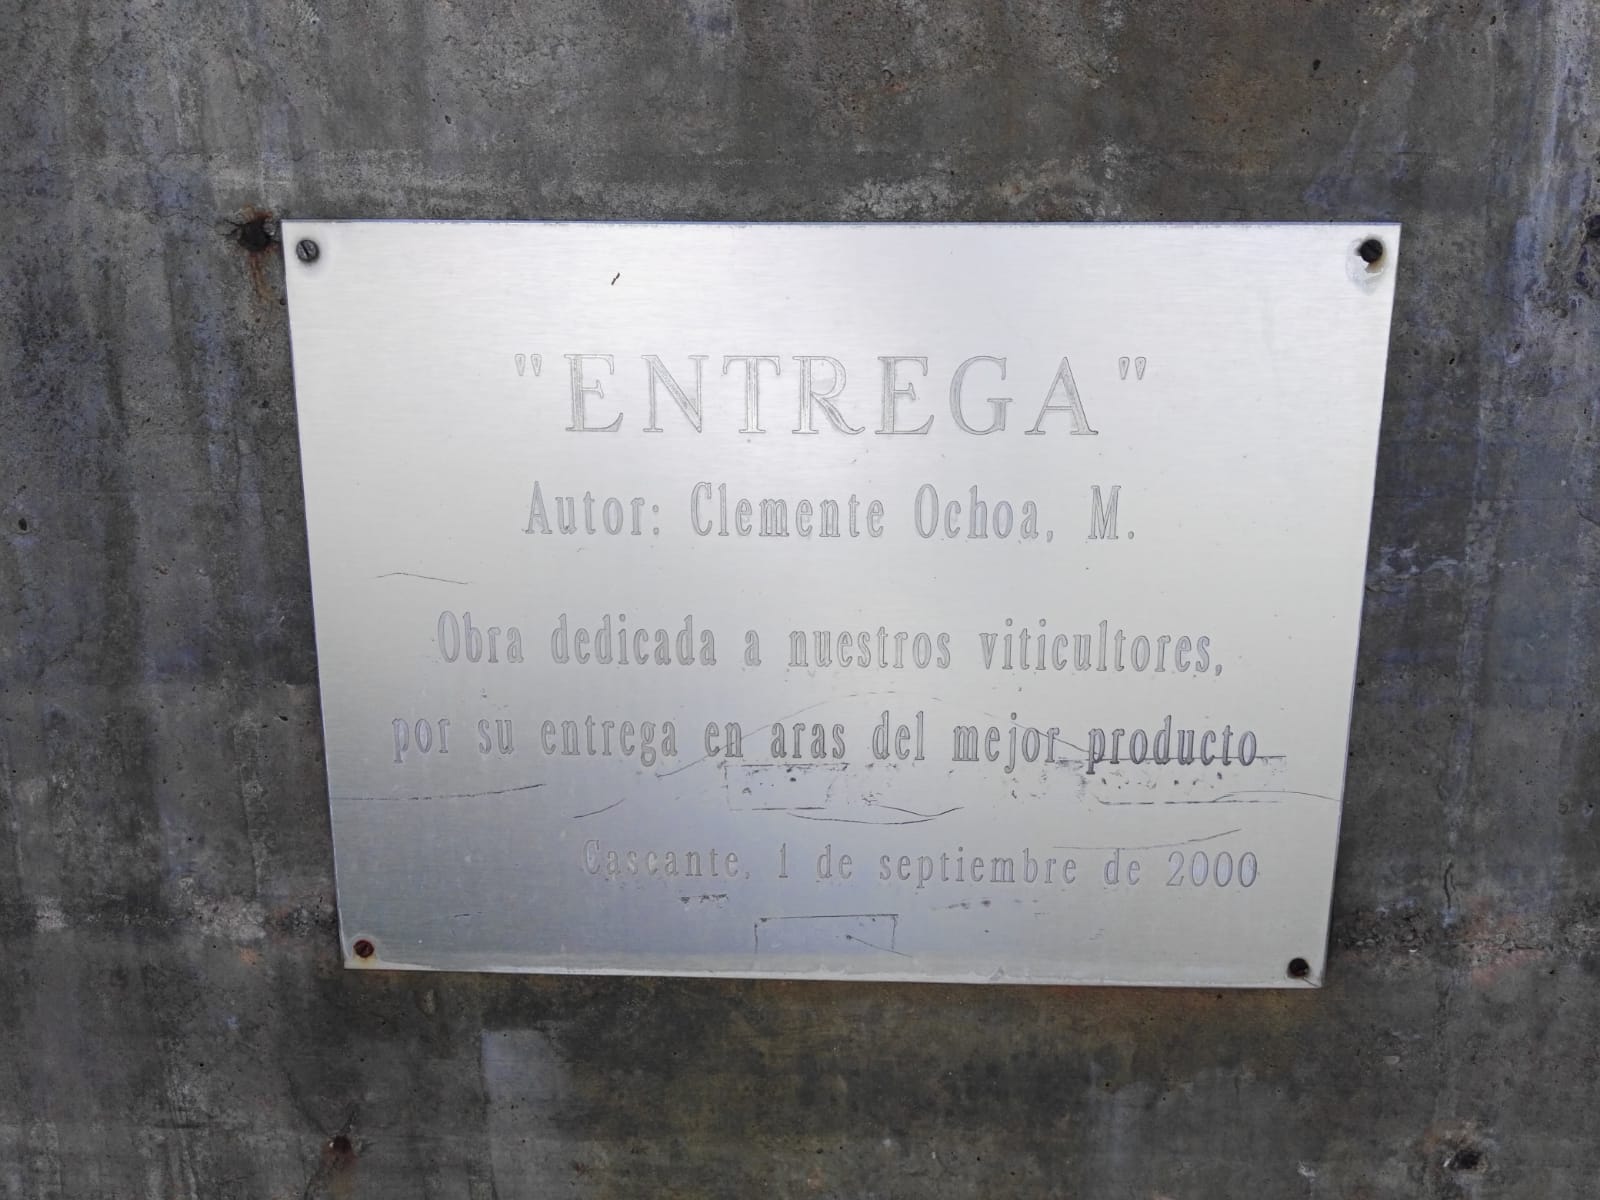 "ENTREGA"
Autor: Clemente Ochoa, M.
Obra dedicada a nuestros viticultores,
por su entrega en aras del mejor producto
Cascante, 1 de septiembre de 2000